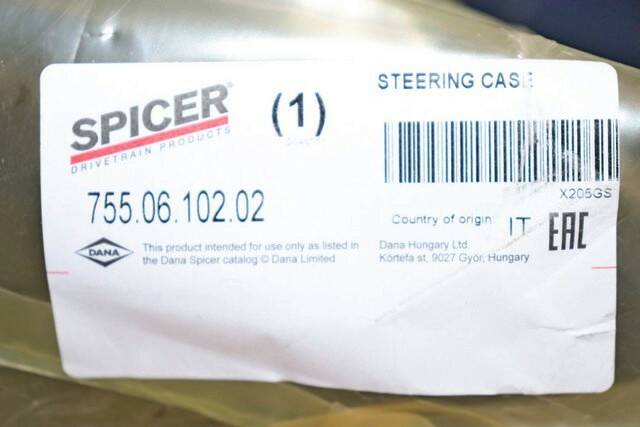 SPICER®
DRIVETRAIN PRODUCTS
(1)
STEERING CASE
X205GS
755.06.102.02
Country of origin IT
EAC
DANA
This product intended for use only as listed in
the Dana Spicer catalog © Dana Limited
Dana Hungary Ltd.
Kortefa st, 9027 Győr, Hungary